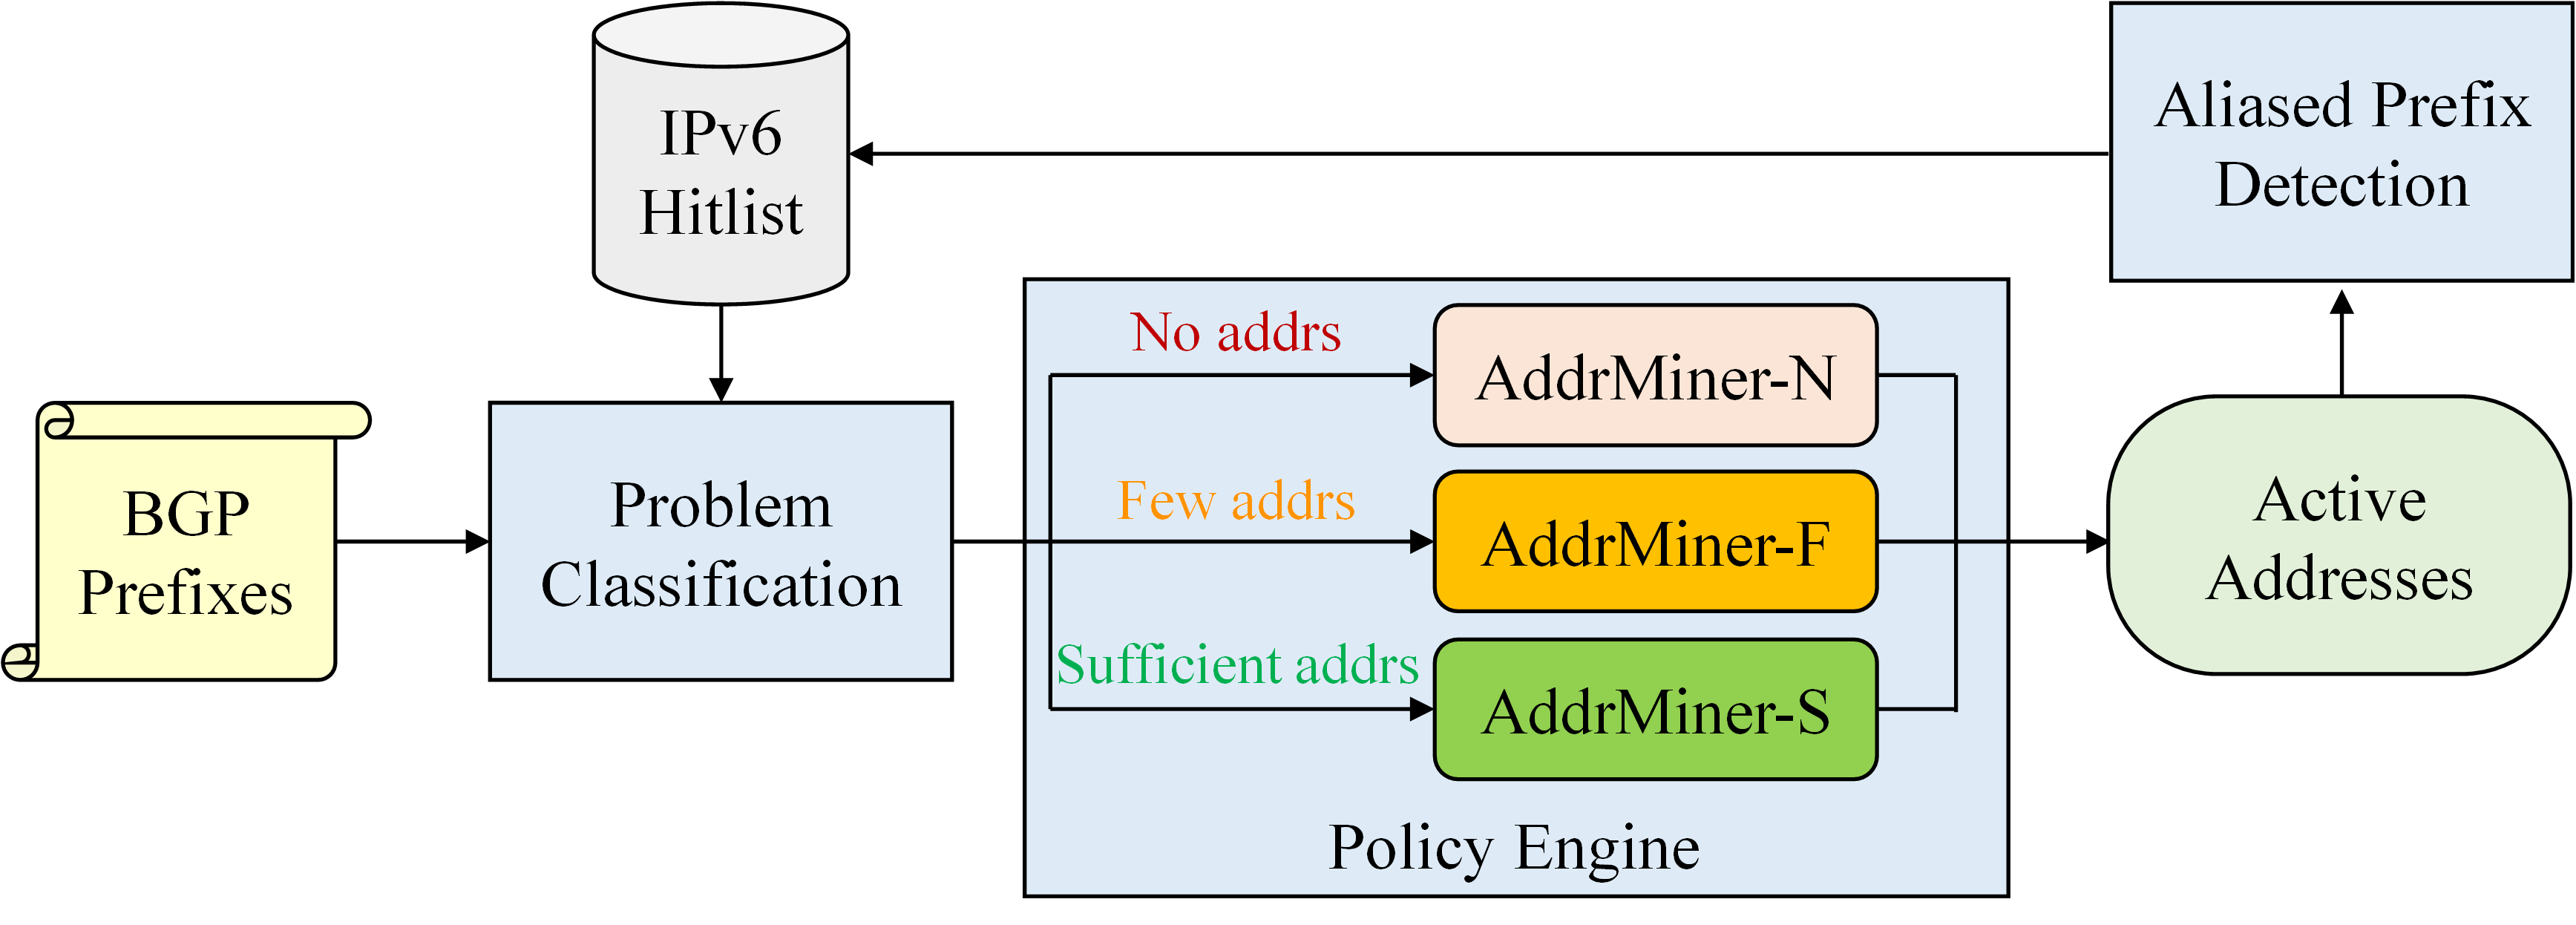 IPv6
Hitlist
Aliased Prefix
Detection
BGP
Prefixes
Problem
Classification
No addrs
AddrMiner-N
Few addrs
AddrMiner-F
Sufficient addrs
AddrMiner-S
Policy Engine
Active
Addresses